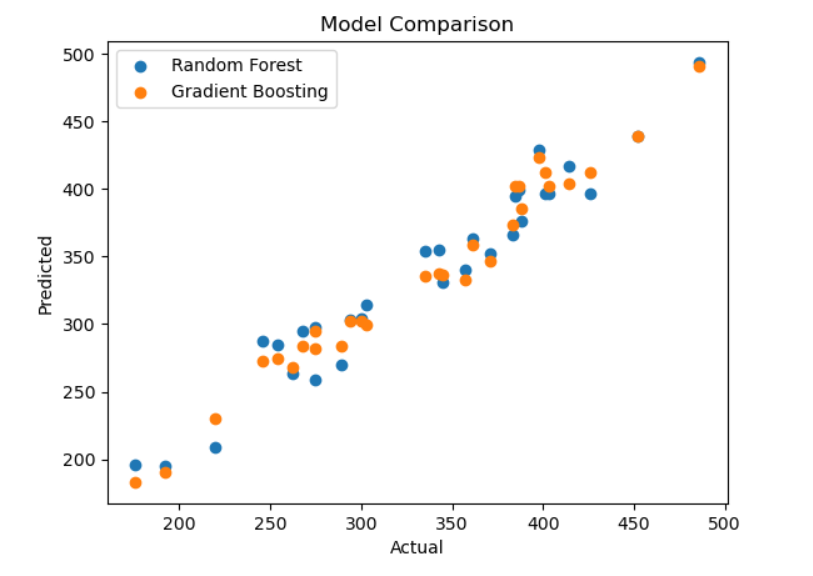 Model Comparison
Random Forest
Gradient Boosting
500
450
400
350
300
250
200
Predicted
200 250 300 350 400 450 500
Actual